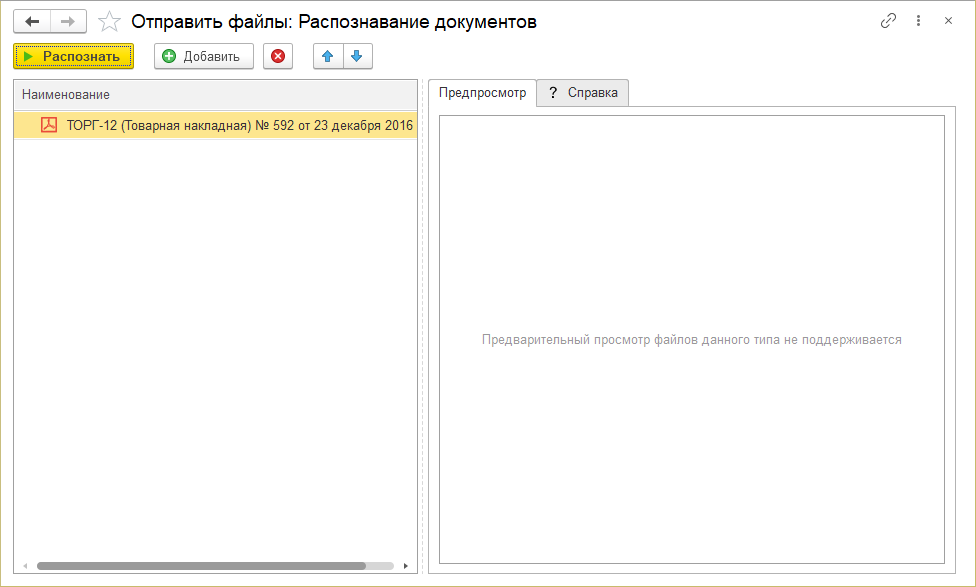 Отправить файлы: Распознавание документов
Распознать
Добавить
Наименование
ТОРГ-12 (Товарная накладная) № 592 от 23 декабря 2016
Предпросмотр
? Справка
Предварительный просмотр файлов данного типа не поддерживается